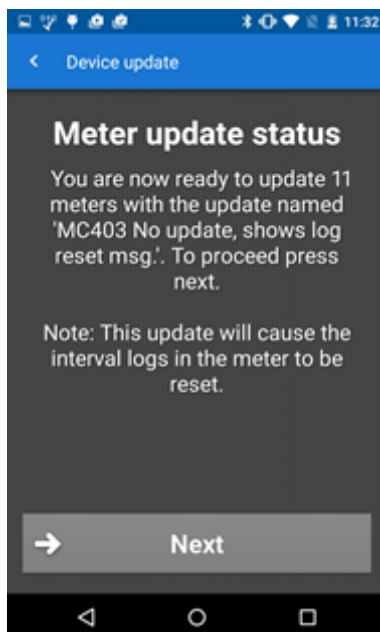 11:32
Device update
Meter update status
You are now ready to update 11
meters with the update named
'MC403 No update, shows log
reset msg.'. To proceed press
next.
Note: This update will cause the
interval logs in the meter to be
reset.
Next